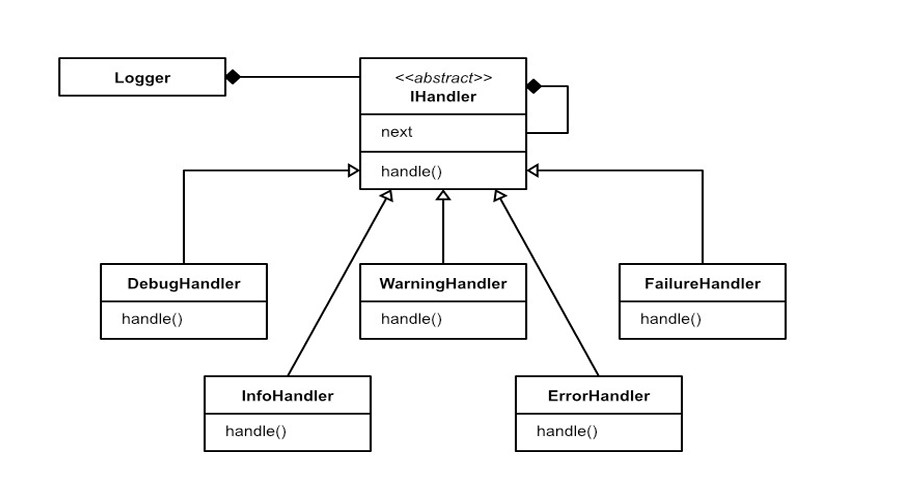 Logger
<<abstract>>
IHandler
next
handle()
DebugHandler
handle()
WarningHandler
handle()
FailureHandler
handle()
InfoHandler
handle()
ErrorHandler
handle()